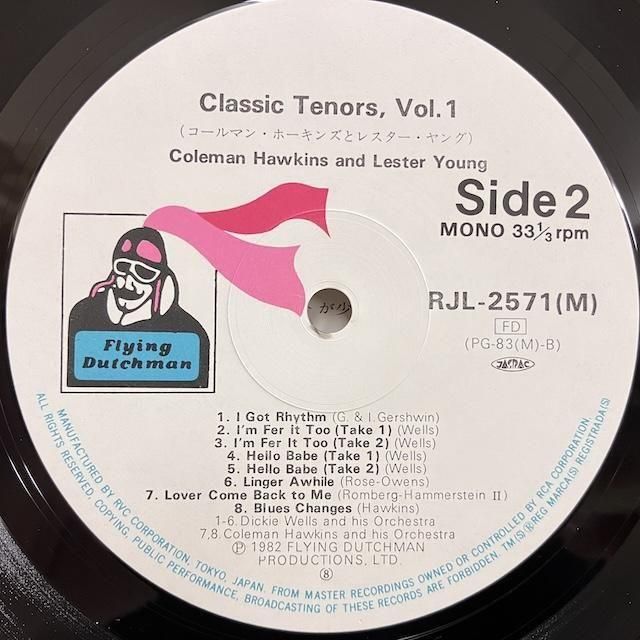 Classic Tenors, Vol.1
(コールマン・ホーキンズとレスター・ヤング)
Coleman Hawkins and Lester Young
Side 2
MONO 33⅓ rpm
Flying
Dutchman
RJL-2571(M)
FD
(PG-83(M)-B)
JASRAC
1. I Got Rhythm (G. & I. Gershwin)
2. I'm Fer It Too (Take 1) (Wells)
3. I'm Fer It Too (Take 2) (Wells)
4. Hello Babe (Take 1) (Wells)
5. Hello Babe (Take 2) (Wells)
6. Linger Awhile (Rose-Owens)
7. Lover Come Back to Me (Romberg-Hammerstein II)
8. Blues Changes (Hawkins)
1-6. Dickie Wells and his Orchestra
7,8. Coleman Hawkins and his Orchestra
Ⓟ 1982 FLYING DUTCHMAN
PRODUCTIONS, LTD.
⑧
MANUFACTURED BY RVC CORPORATION, TOKYO, JAPAN. FROM MASTER RECORDINGS OWNED OR CONTROLLED BY RCA CORPORATION.
ALL RIGHTS RESERVED, COPYING, PUBLIC PERFORMANCE, BROADCASTING OF THESE RECORDS ARE FORBIDDEN. TM(S)®REG MARCA(S) REGISTRADA(S)